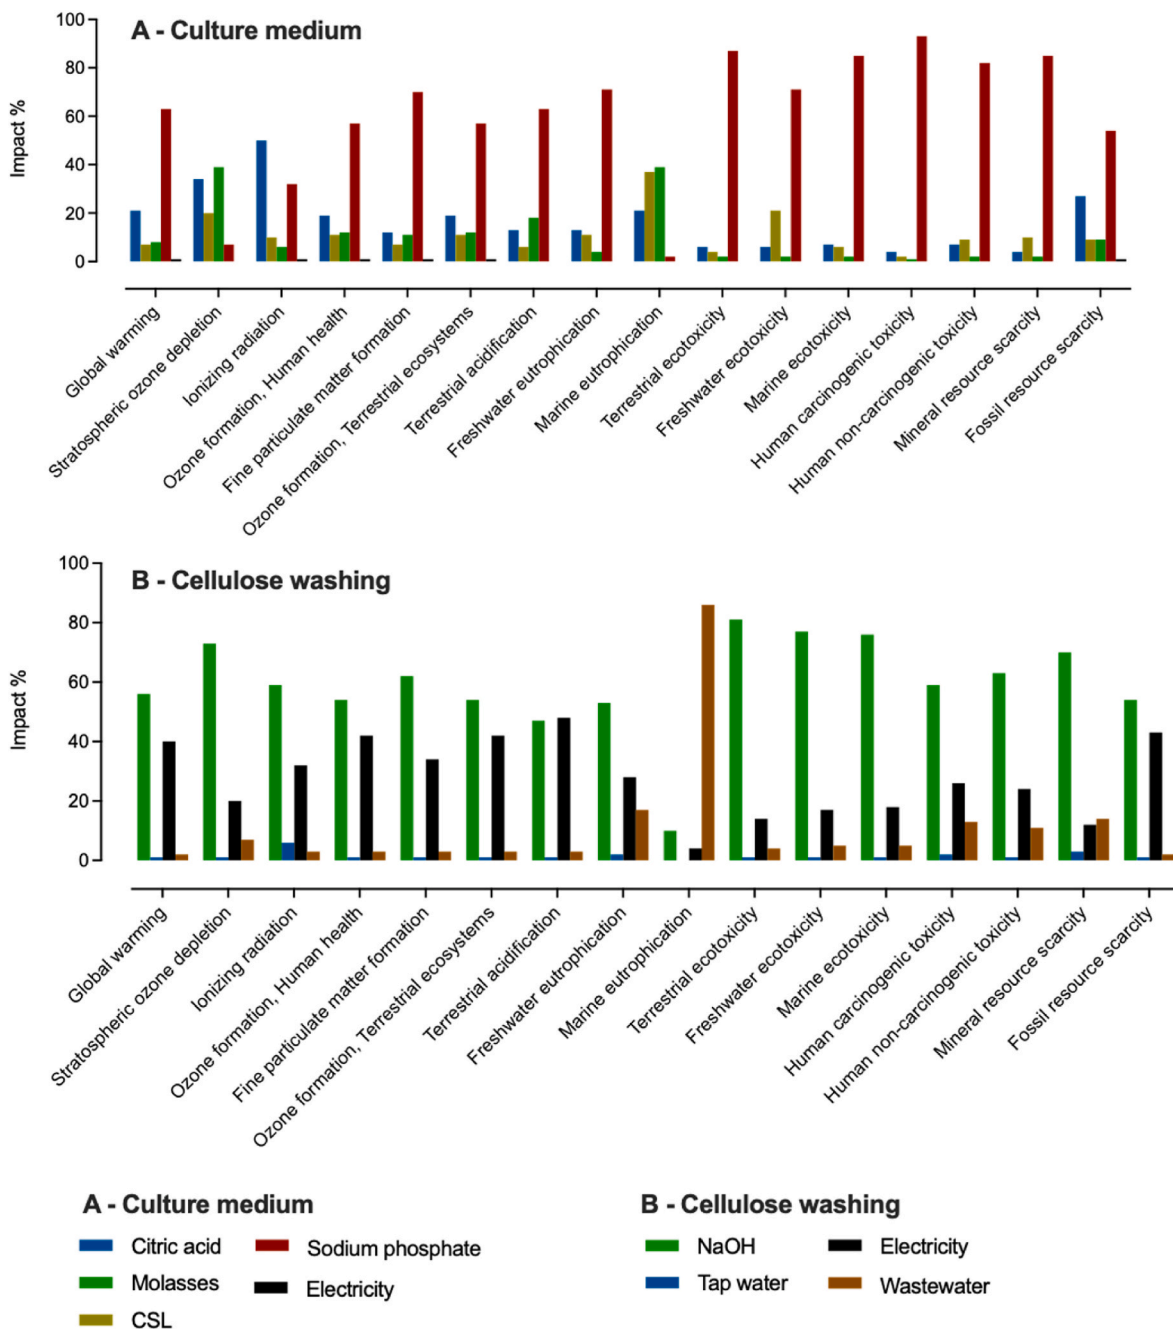 A - Culture medium
Impact %
100
80
60
40
20
0
Global warming
Stratospheric ozone depletion
Ionizing radiation
Ozone formation, Human health
Fine particulate matter formation
Ozone formation, Terrestrial ecosystems
Terrestrial acidification
Freshwater eutrophication
Marine eutrophication
Terrestrial ecotoxicity
Freshwater ecotoxicity
Marine ecotoxicity
Human carcinogenic toxicity
Human non-carcinogenic toxicity
Mineral resource scarcity
Fossil resource scarcity
B - Cellulose washing
Impact %
100
80
60
40
20
0
Global warming
Stratospheric ozone depletion
Ionizing radiation
Ozone formation, Human health
Fine particulate matter formation
Ozone formation, Terrestrial ecosystems
Terrestrial acidification
Freshwater eutrophication
Marine eutrophication
Terrestrial ecotoxicity
Freshwater ecotoxicity
Marine ecotoxicity
Human carcinogenic toxicity
Human non-carcinogenic toxicity
Mineral resource scarcity
Fossil resource scarcity
A - Culture medium
Citric acid
Molasses
CSL
Sodium phosphate
Electricity
B - Cellulose washing
NaOH
Tap water
Electricity
Wastewater